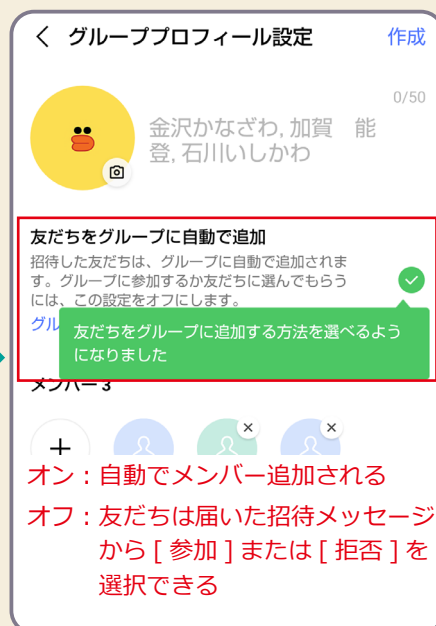 グループプロフィール設定 作成
0/50
金沢かなざわ, 加賀 能
登, 石川いしかわ
友だちをグループに自動で追加
招待した友だちは、グループに自動で追加されま
す。グループに参加するか友だちに選んでもらう
には、この設定をオフにします。
グル
友だちをグループに追加する方法を選べるよう
になりました
メンバー 3
オン：自動でメンバー追加される
オフ：友だちは届いた招待メッセージ
から [ 参加 ] または [ 拒否 ] を
選択できる